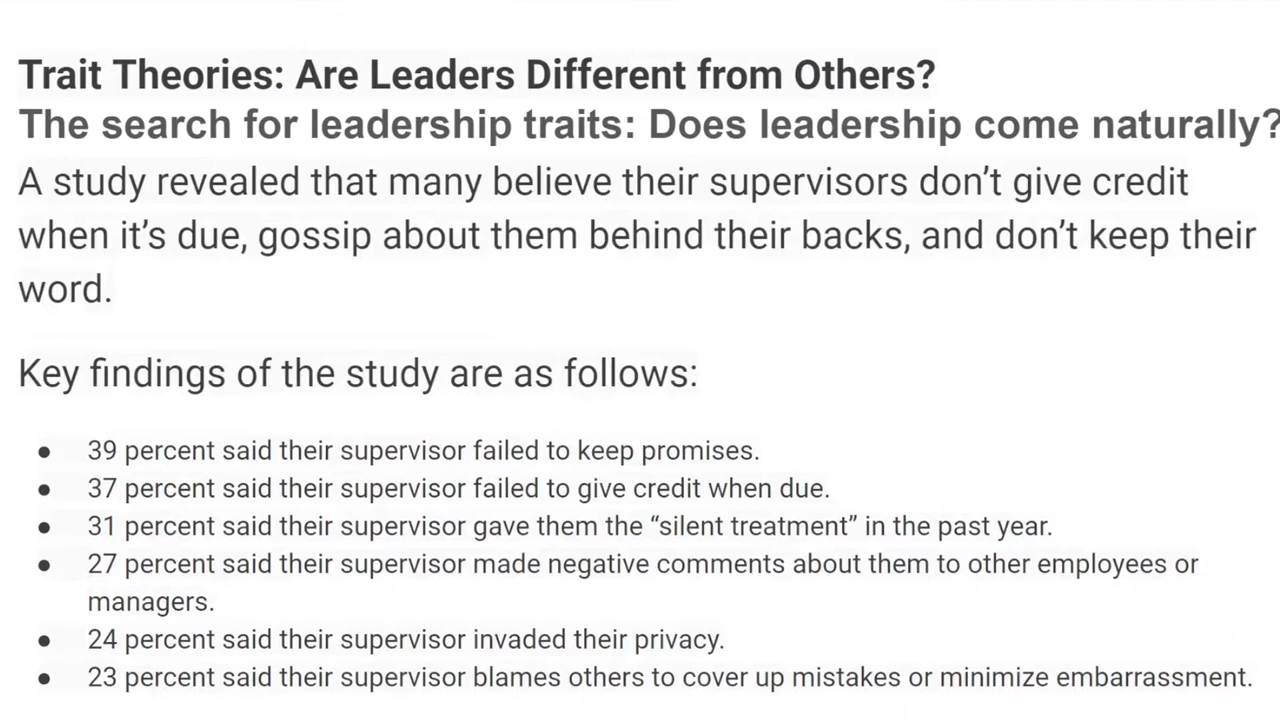 Trait Theories: Are Leaders Different from Others?
The search for leadership traits: Does leadership come naturally?
A study revealed that many believe their supervisors don’t give credit
when it’s due, gossip about them behind their backs, and don’t keep their
word.
Key findings of the study are as follows:
● 39 percent said their supervisor failed to keep promises.
● 37 percent said their supervisor failed to give credit when due.
● 31 percent said their supervisor gave them the “silent treatment” in the past year.
● 27 percent said their supervisor made negative comments about them to other employees or
managers.
● 24 percent said their supervisor invaded their privacy.
● 23 percent said their supervisor blames others to cover up mistakes or minimize embarrassment.